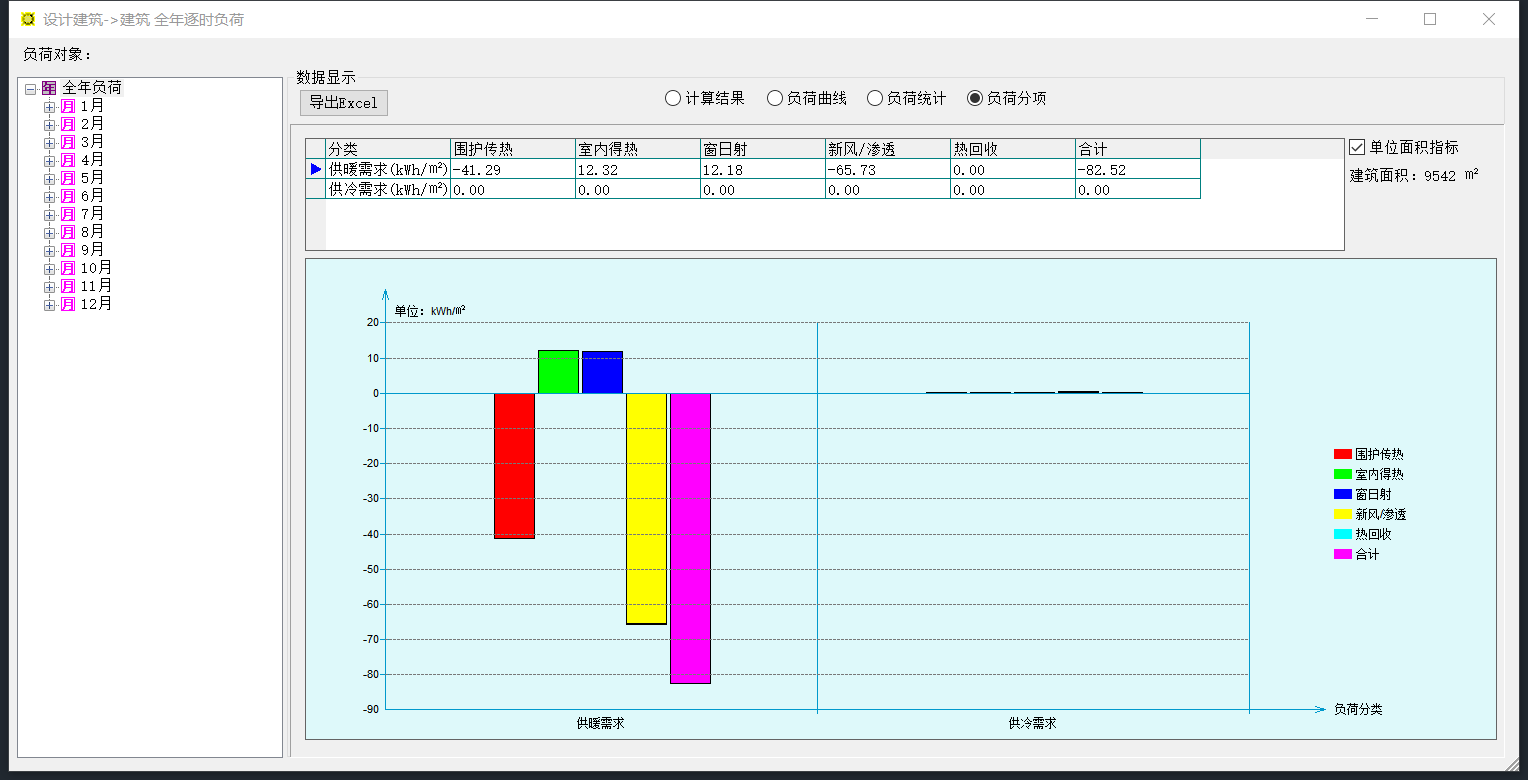 设计建筑->建筑 全年逐时负荷
负荷对象：
全年负荷
1月
2月
3月
4月
5月
6月
7月
8月
9月
10月
11月
12月
数据显示
导出Excel
计算结果 负荷曲线 负荷统计 负荷分项
分类 围护传热 室内得热 窗日射 新风/渗透 热回收 合计
供暖需求(kWh/㎡) -41.29 12.32 12.18 -65.73 0.00 -82.52
供冷需求(kWh/㎡) 0.00 0.00 0.00 0.00 0.00 0.00
单位面积指标
建筑面积：9542 ㎡
单位：kWh/㎡
20
10
0
-10
-20
-30
-40
-50
-60
-70
-80
-90
供暖需求 供冷需求
负荷分类
围护传热
室内得热
窗日射
新风/渗透
热回收
合计